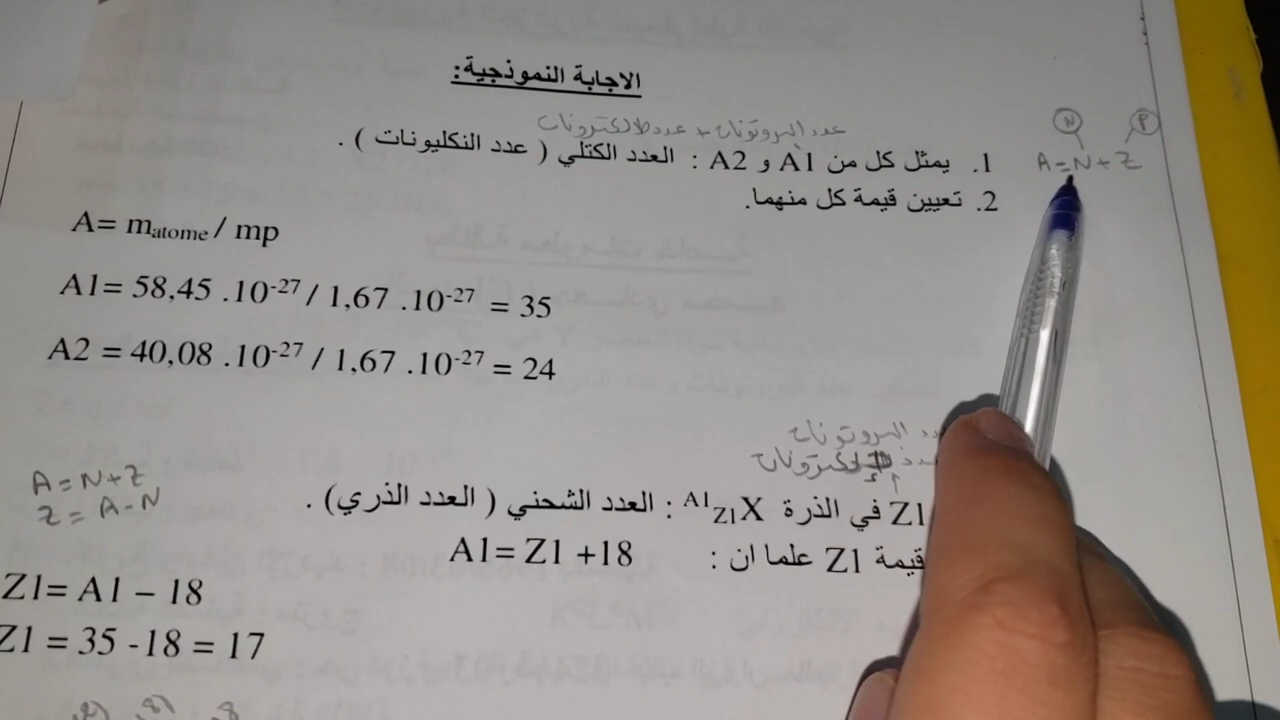 الاجابة النموذجية:
عدد البروتونات + عدد الالكترونات
N P
1. يمثل كل من A1 و A2 : العدد الكتلي ( عدد النكليونات ) .
A=N+Z
2. تعيين قيمة كل منهما.
A= matome / mp
A1= 58,45 .10-27 / 1,67 .10-27 = 35
A2 = 40,08 .10-27 / 1,67 .10-27 = 24
البروتونات
A=N+Z
Z = A-N
Z1 في الذرة A1Z1X : العدد الشحني ( العدد الذري) .
قيمة Z1 علما ان : A1= Z1 +18
Z1= A1 – 18
Z1 = 35 -18 = 17